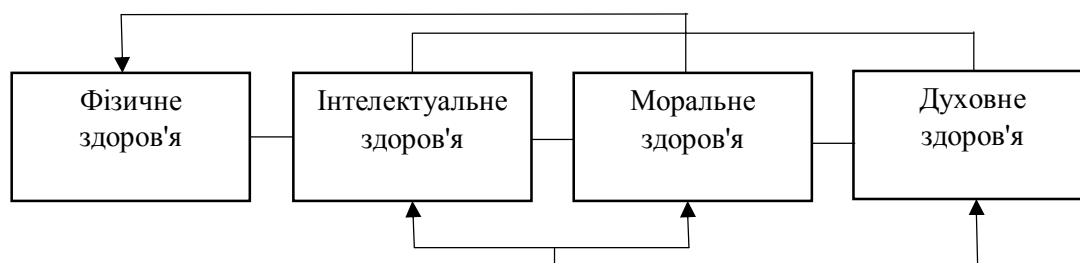 Фізичне
здоров'я
Інтелектуальне
здоров'я
Моральне
здоров'я
Духовне
здоров'я